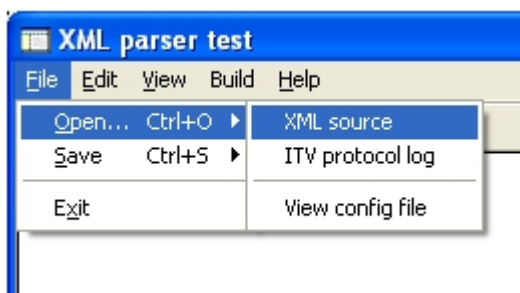 XML parser test
File Edit View Build Help
Open... Ctrl+O XML source
Save Ctrl+S ITV protocol log
Exit View config file